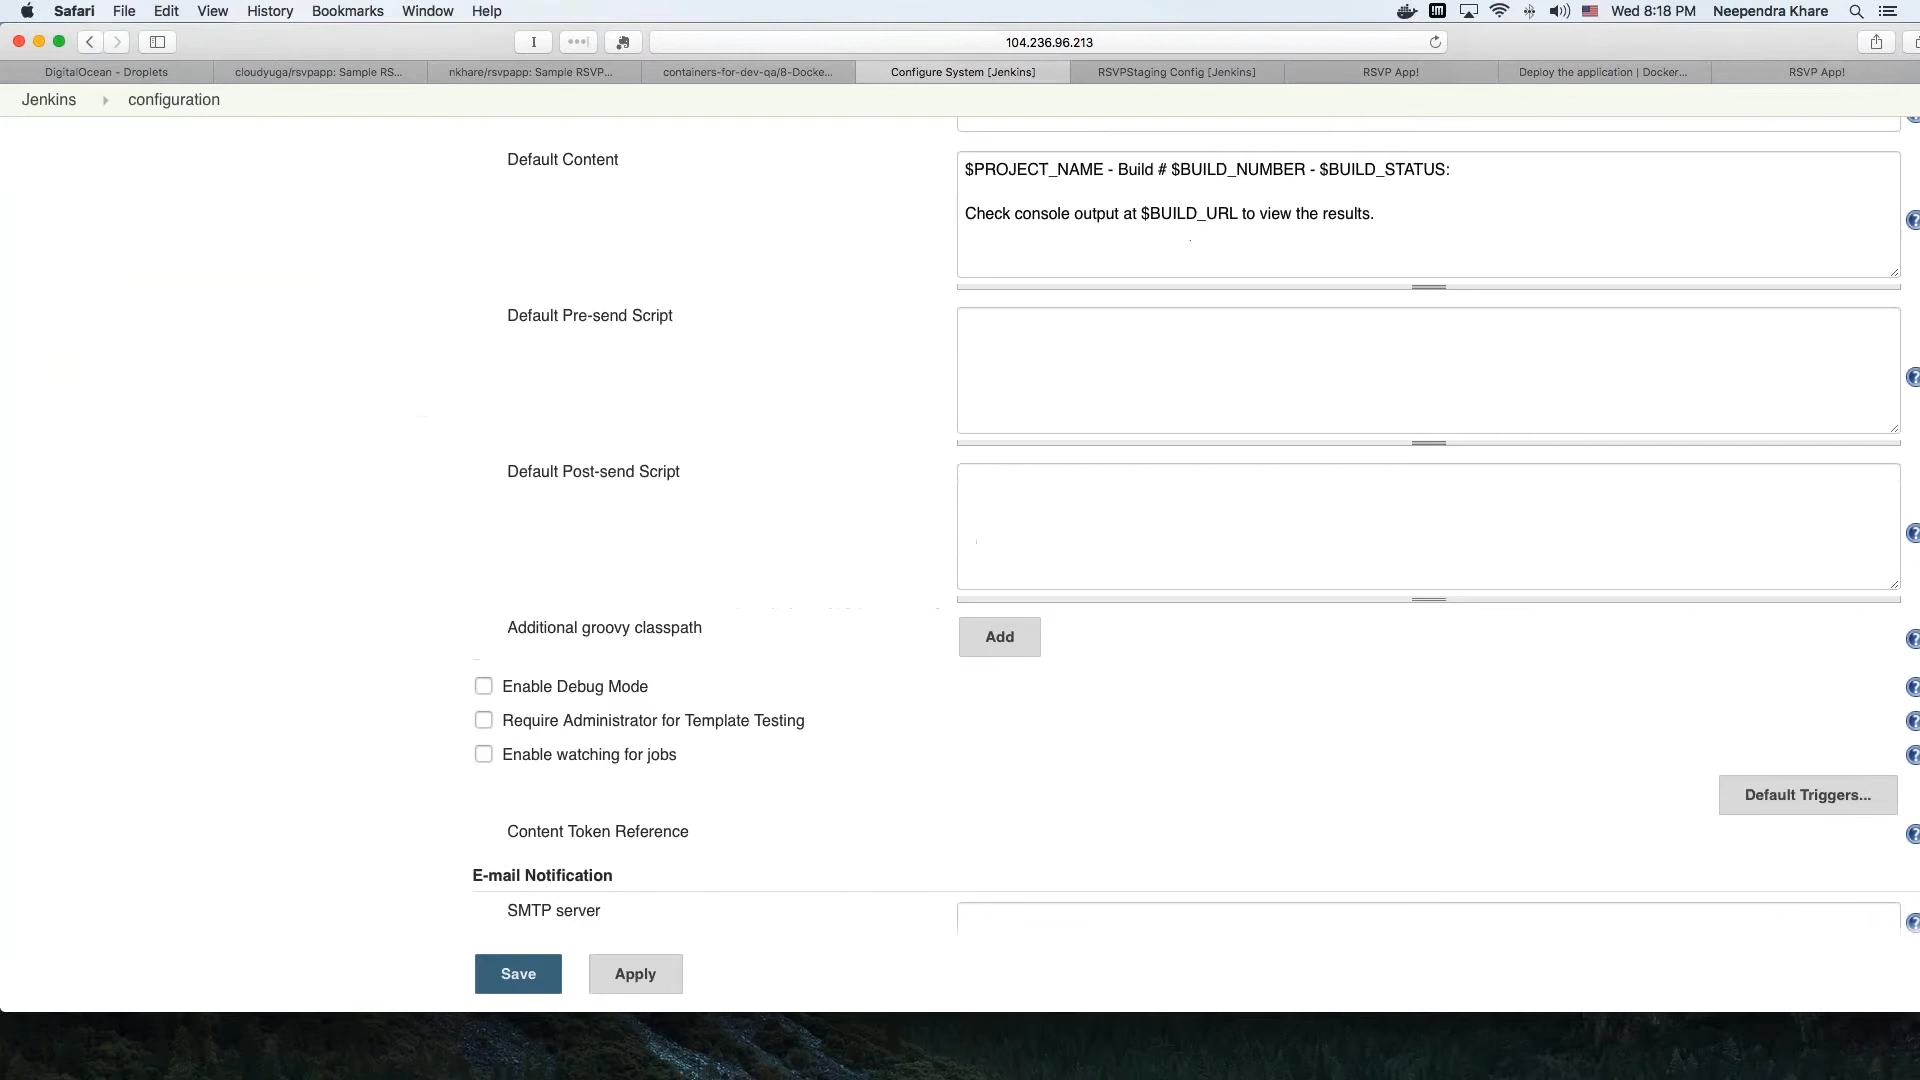 Safari File Edit View History Bookmarks Window Help Wed 8:18 PM Neependra Khare
104.236.96.213
DigitalOcean - Droplets cloudyuga/rsvpapp: Sample RS... nkhare/rsvpapp: Sample RSVP... containers-for-dev-qa/8-Docke... Configure System [Jenkins] RSVPStaging Config [Jenkins] RSVP App! Deploy the application | Docker... RSVP App!
Jenkins configuration
Default Content
$PROJECT_NAME - Build # $BUILD_NUMBER - $BUILD_STATUS:
Check console output at $BUILD_URL to view the results.
Default Pre-send Script
Default Post-send Script
Additional groovy classpath
Add
Enable Debug Mode
Require Administrator for Template Testing
Enable watching for jobs
Default Triggers...
Content Token Reference
E-mail Notification
SMTP server
Save Apply